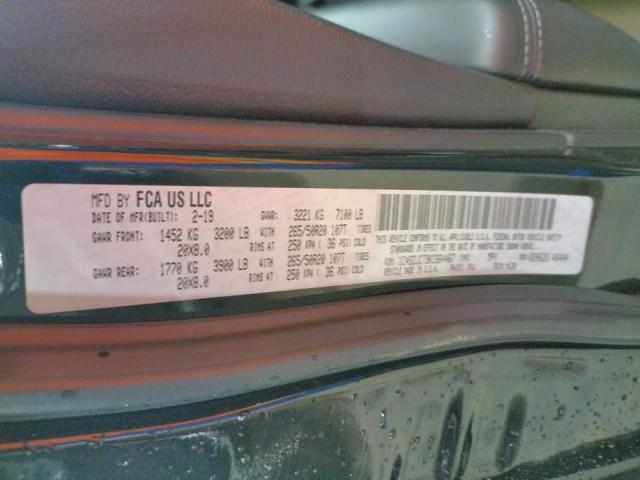 MFD BY FCA US LLC
DATE OF MFR(BUILT): 2-19 GVWR: 3221 KG 7100 LB
GAWR FRONT: 1452 KG 3200 LB WITH 265/50R20 107T TIRES
20X8.0 RIMS AT 250 KPA ( 36 PSI) COLD
GAWR REAR: 1770 KG 3900 LB WITH 265/50R20 107T TIRES
20X8.0 RIMS AT 250 KPA ( 36 PSI) COLD
THIS VEHICLE CONFORMS TO ALL APPLICABLE U.S.A. FEDERAL MOTOR VEHICLE SAFETY
STANDARDS IN EFFECT ON THE DATE OF MANUFACTURE SHOWN ABOVE.
VIN: TYPE: MPV